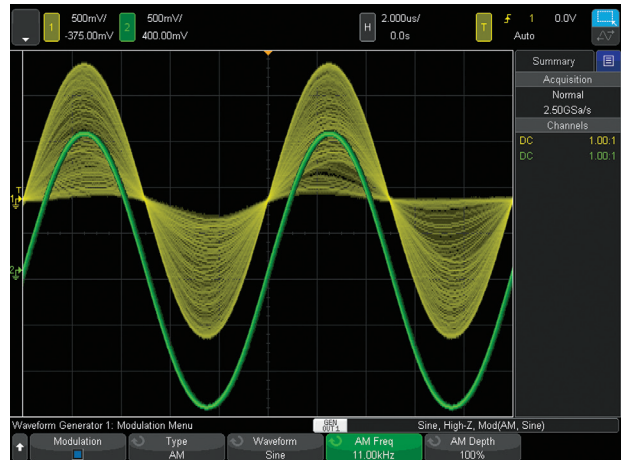 1 500mV/ -375.00mV 2 500mV/ 400.00mV H 2.000us/ 0.0s T 1 0.0V Auto
Summary
Acquisition
Normal
2.50GSa/s
Channels
DC 1.00:1
DC 1.00:1
T
1
2
Waveform Generator 1: Modulation Menu GEN OUT 1 Sine, High-Z, Mod(AM, Sine)
Modulation Type AM Waveform Sine AM Freq 11.00kHz AM Depth 100%